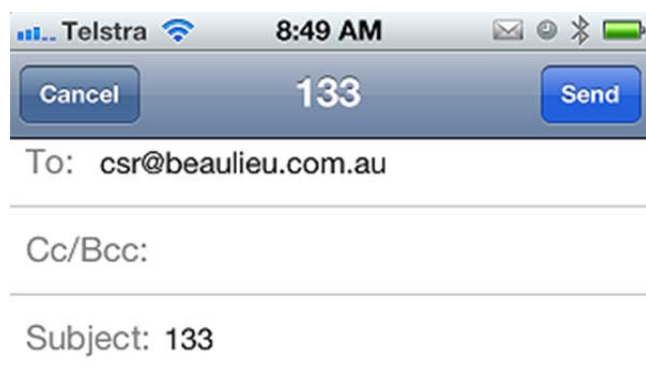 Telstra 8:49 AM
Cancel 133 Send
To: csr@beaulieu.com.au
Cc/Bcc:
Subject: 133